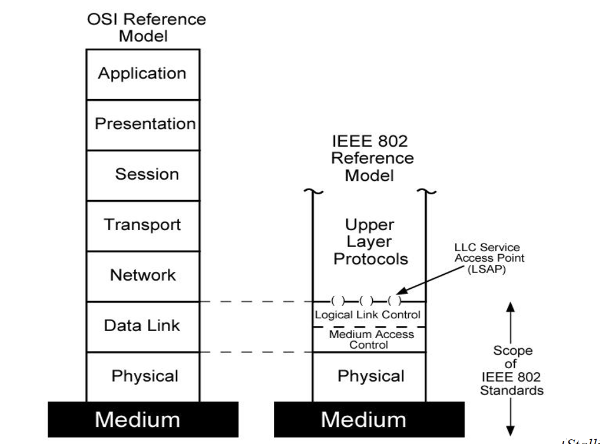 OSI Reference
Model
Application
Presentation
Session
Transport
Network
Data Link
Physical
Medium
IEEE 802
Reference
Model
Upper
Layer
Protocols
LLC Service
Access Point
(LSAP)
Logical Link Control
Medium Access
Control
Physical
Medium
Scope
of
IEEE 802
Standards